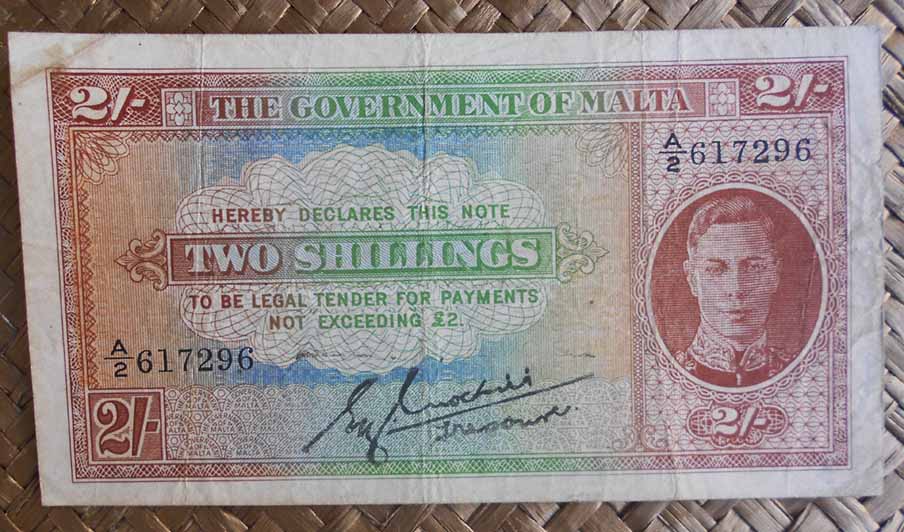 2/- THE GOVERNMENT OF MALTA 2/-
A/2 617296
HEREBY DECLARES THIS NOTE
TWO SHILLINGS
TO BE LEGAL TENDER FOR PAYMENTS
NOT EXCEEDING £2.
A/2 617296
2/-
Treasurer.
2/-